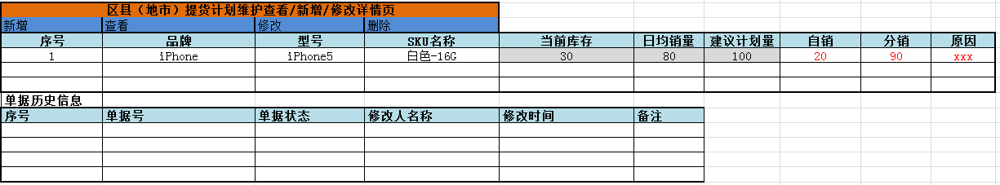 区县（地市）提货计划维护查看/新增/修改详情页
新增 查看 修改 删除
序号 品牌 型号 SKU名称 当前库存 日均销量 建议计划量 自销 分销 原因
1 iPhone iPhone5 白色-16G 30 80 100 20 90 xxx
单据历史信息
序号 单据号 单据状态 修改人名称 修改时间 备注